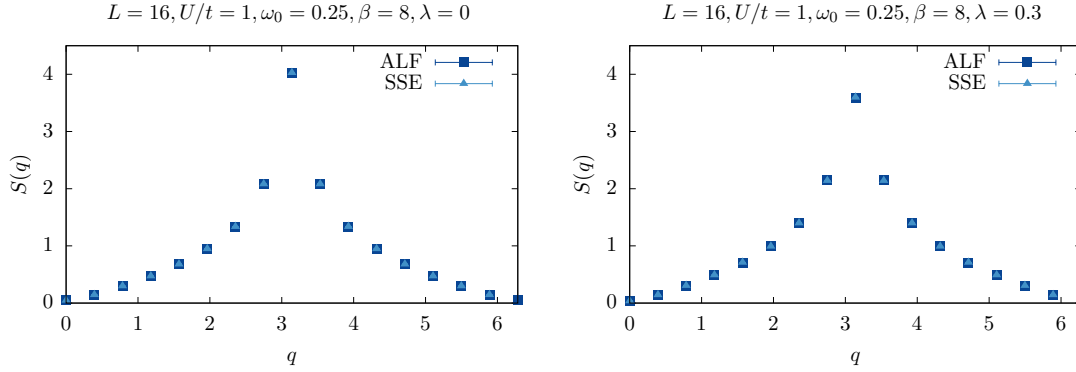 L = 16, U/t = 1, ω₀ = 0.25, β = 8, λ = 0
ALF
SSE
4
3
2
1
0
S(q)
0 1 2 3 4 5 6
q
L = 16, U/t = 1, ω₀ = 0.25, β = 8, λ = 0.3
ALF
SSE
4
3
2
1
0
S(q)
0 1 2 3 4 5 6
q